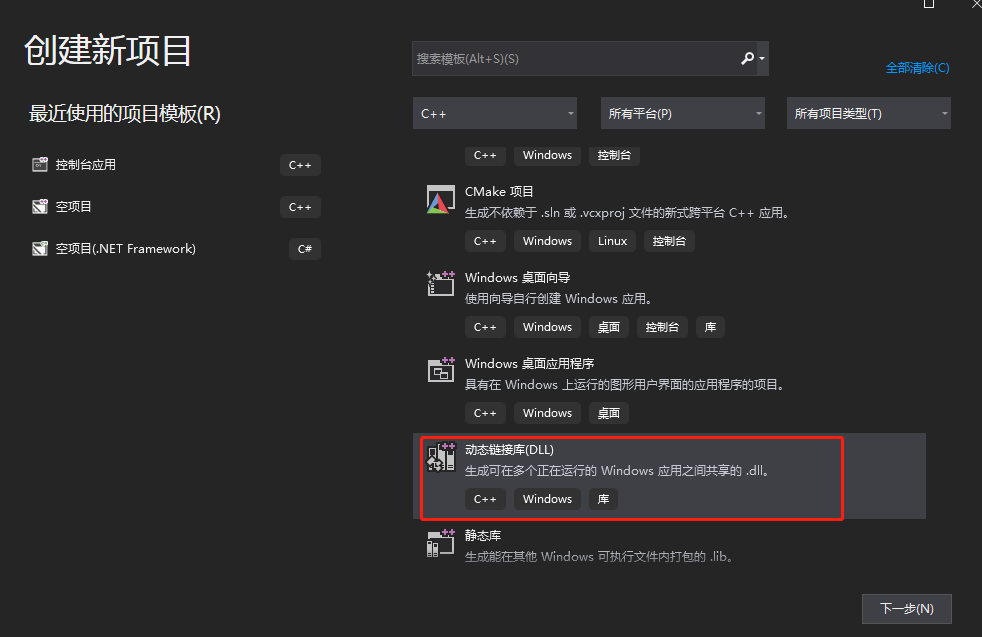 创建新项目
最近使用的项目模板(R)
控制台应用 C++
空项目 C++
空项目(.NET Framework) C#
搜索模板(Alt+S)(S)
全部清除(C)
C++ 所有平台(P) 所有项目类型(T)
C++ Windows 控制台
CMake 项目
生成不依赖于 .sln 或 .vcxproj 文件的新式跨平台 C++ 应用。
C++ Windows Linux 控制台
Windows 桌面向导
使用向导自行创建 Windows 应用。
C++ Windows 桌面 控制台 库
Windows 桌面应用程序
具有在 Windows 上运行的图形用户界面的应用程序的项目。
C++ Windows 桌面
动态链接库(DLL)
生成可在多个正在运行的 Windows 应用之间共享的 .dll。
C++ Windows 库
静态库
生成能在其他 Windows 可执行文件内打包的 .lib。
下一步(N)